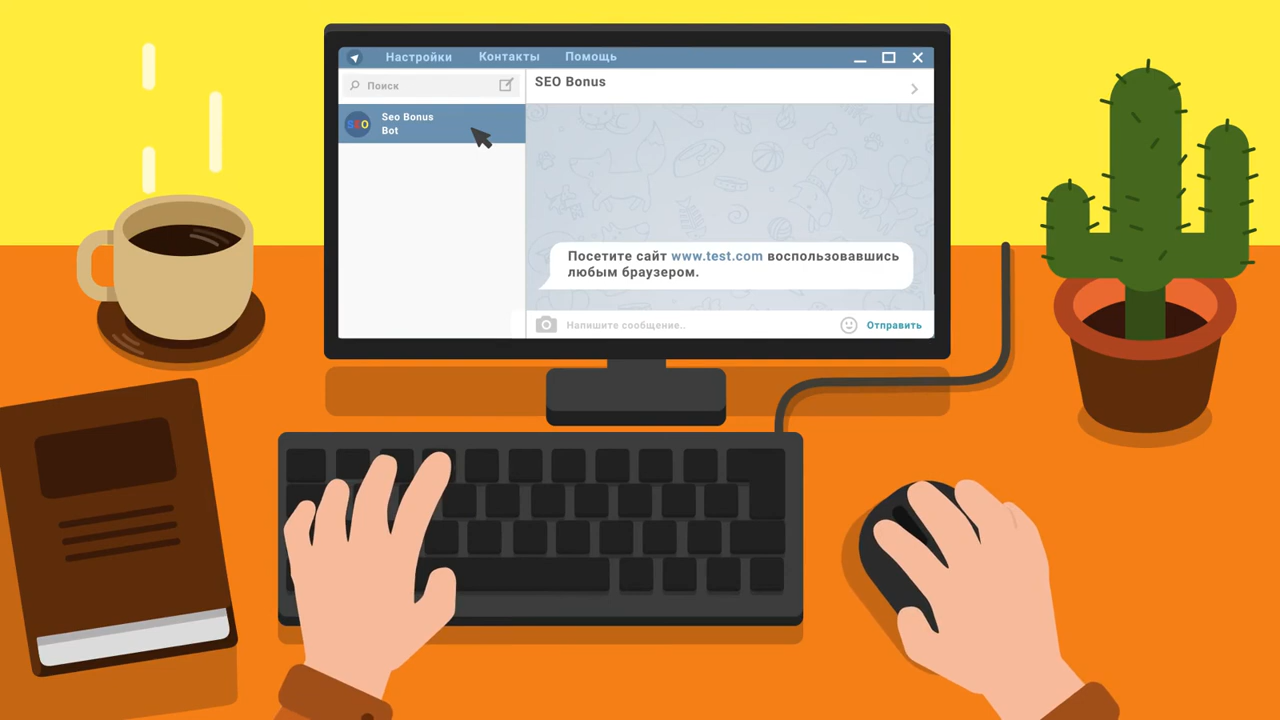 Настройки Контакты Помощь
Поиск
SEO Bonus
SEO
Seo Bonus
Bot
Посетите сайт www.test.com воспользовавшись
любым браузером.
Напишите сообщение..
Отправить